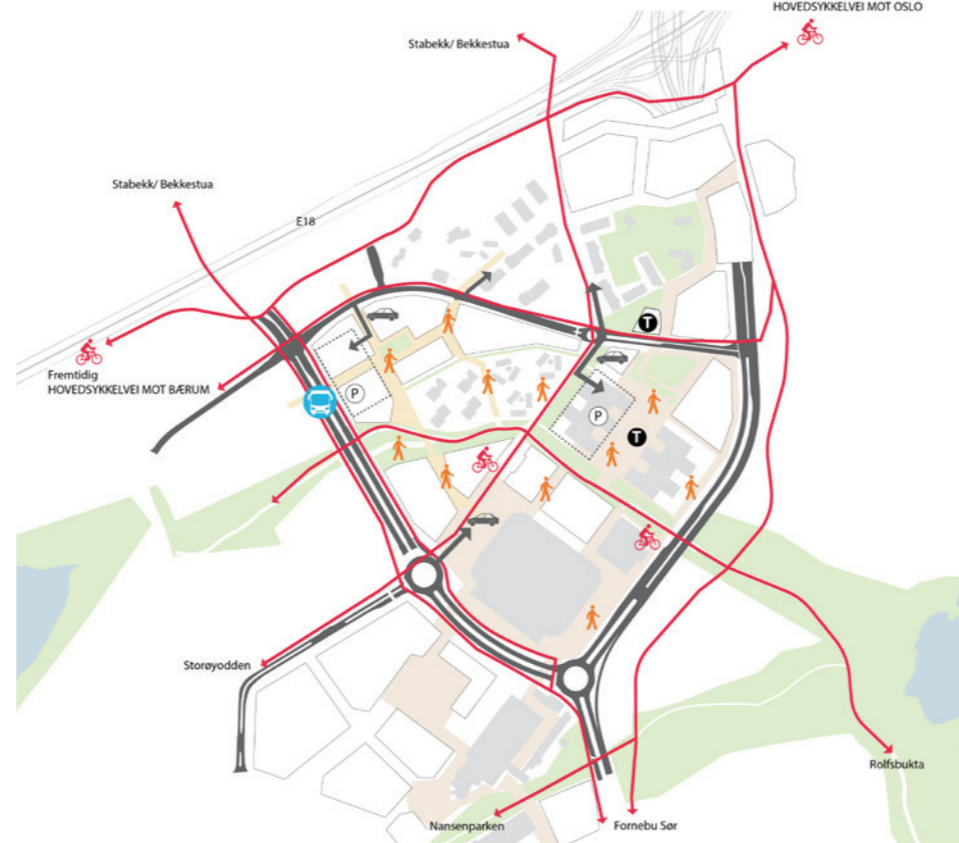 HOVEDSYKKELVEI MOT OSLO
Stabekk/ Bekkestua
Stabekk/ Bekkestua
E18
T
Fremtidig
HOVEDSYKKELVEI MOT BÆRUM
P
P
T
Storøyodden
Rolfsbukta
Nansenparken
Fornebu Sør